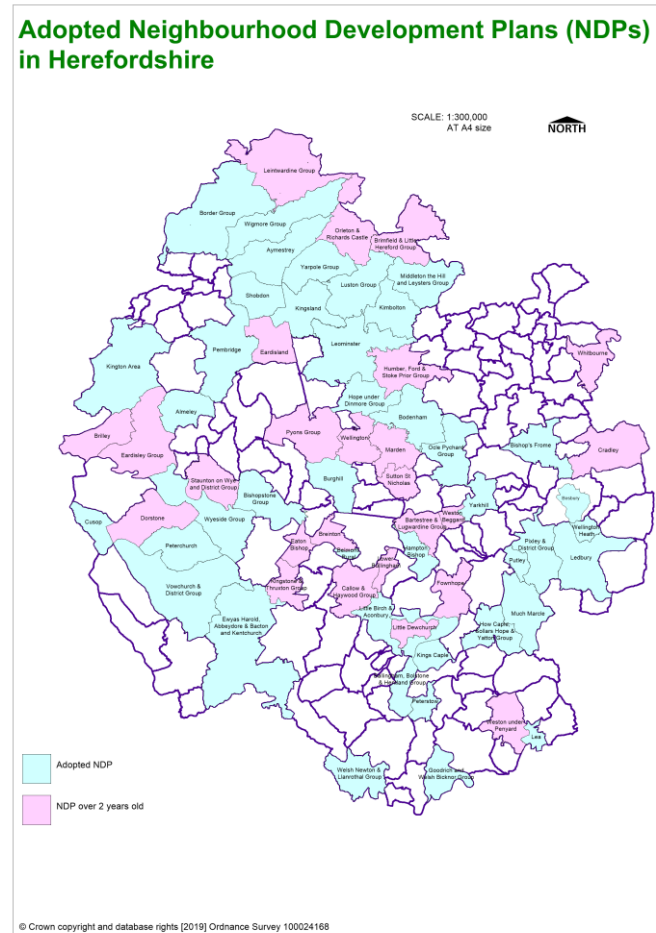 Adopted Neighbourhood Development Plans (NDPs)
in Herefordshire
SCALE: 1:300,000
AT A4 size
NORTH
Leintwardine Group
Border Group
Wigmore Group
Orleton &
Richards Castle
Brimfield & Little
Hereford Group
Aymestrey
Yarpole Group
Middleton the Hill
and Leysters Group
Luston Group
Shobdon
Kingsland
Kimbolton
Leominster
Pembridge
Eardisland
Whitbourne
Kington Area
Humber, Ford &
Stoke Prior Group
Hope under
Dinmore Group
Almeley
Bodenham
Pyons Group
Brilley
Wellington
Eardisley Group
Marden
Ocle Pychard
Group
Bishop's Frome
Cradley
Staunton on Wye
and District Group
Burghill
Sutton St
Nicholas
Bishopstone
Group
Yarkhill
Bosbury
Dorstone
Cusop
Wyeside Group
Weston
Beggard
Bartestree &
Lugwardine Group
Wellington
Heath
Breinton
Eaton
Bishop
Belmont
Rural
Hampton
Bishop
Pixley &
District Group
Peterchurch
Lower
Bullingham
Putley
Ledbury
Vowchurch &
District Group
Kingstone &
Thruxton Group
Callow &
Haywood Group
Fownhope
Little Birch &
Aconbury
Much Marcle
Ewyas Harold,
Abbeydore & Bacton
and Kentchurch
How Caple,
Sollars Hope &
Yatton Group
Little Dewchurch
Kings Caple
Ballingham, Bolstone
& Hentland Group
Peterstow
Weston under
Penyard
Lea
Welsh Newton &
Llanrothal Group
Goodrich and
Welsh Bicknor Group
Adopted NDP
NDP over 2 years old
© Crown copyright and database rights [2019] Ordnance Survey 100024168